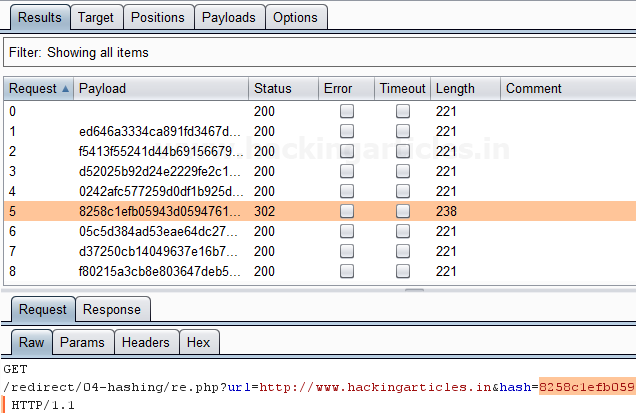 Results Target Positions Payloads Options
Filter: Showing all items
Request Payload Status Error Timeout Length Comment
0 200 221
1 ed646a3334ca891fd3467d... 200 221
2 f5413f55241d44b69156679... 200 221
3 d52025b92d24e2229fe2c1... 200 221
4 0242afc577259d0df1b925d... 200 221
5 8258c1efb05943d0594761... 302 238
6 05c5d384ad53eae64dc27... 200 221
7 d37250cb14049637e16b7... 200 221
8 f80215a3cb8e803647deb5... 200 221
Request Response
Raw Params Headers Hex
GET
/redirect/04-hashing/re.php?url=http://www.hackingarticles.in&hash=8258c1efb059
HTTP/1.1